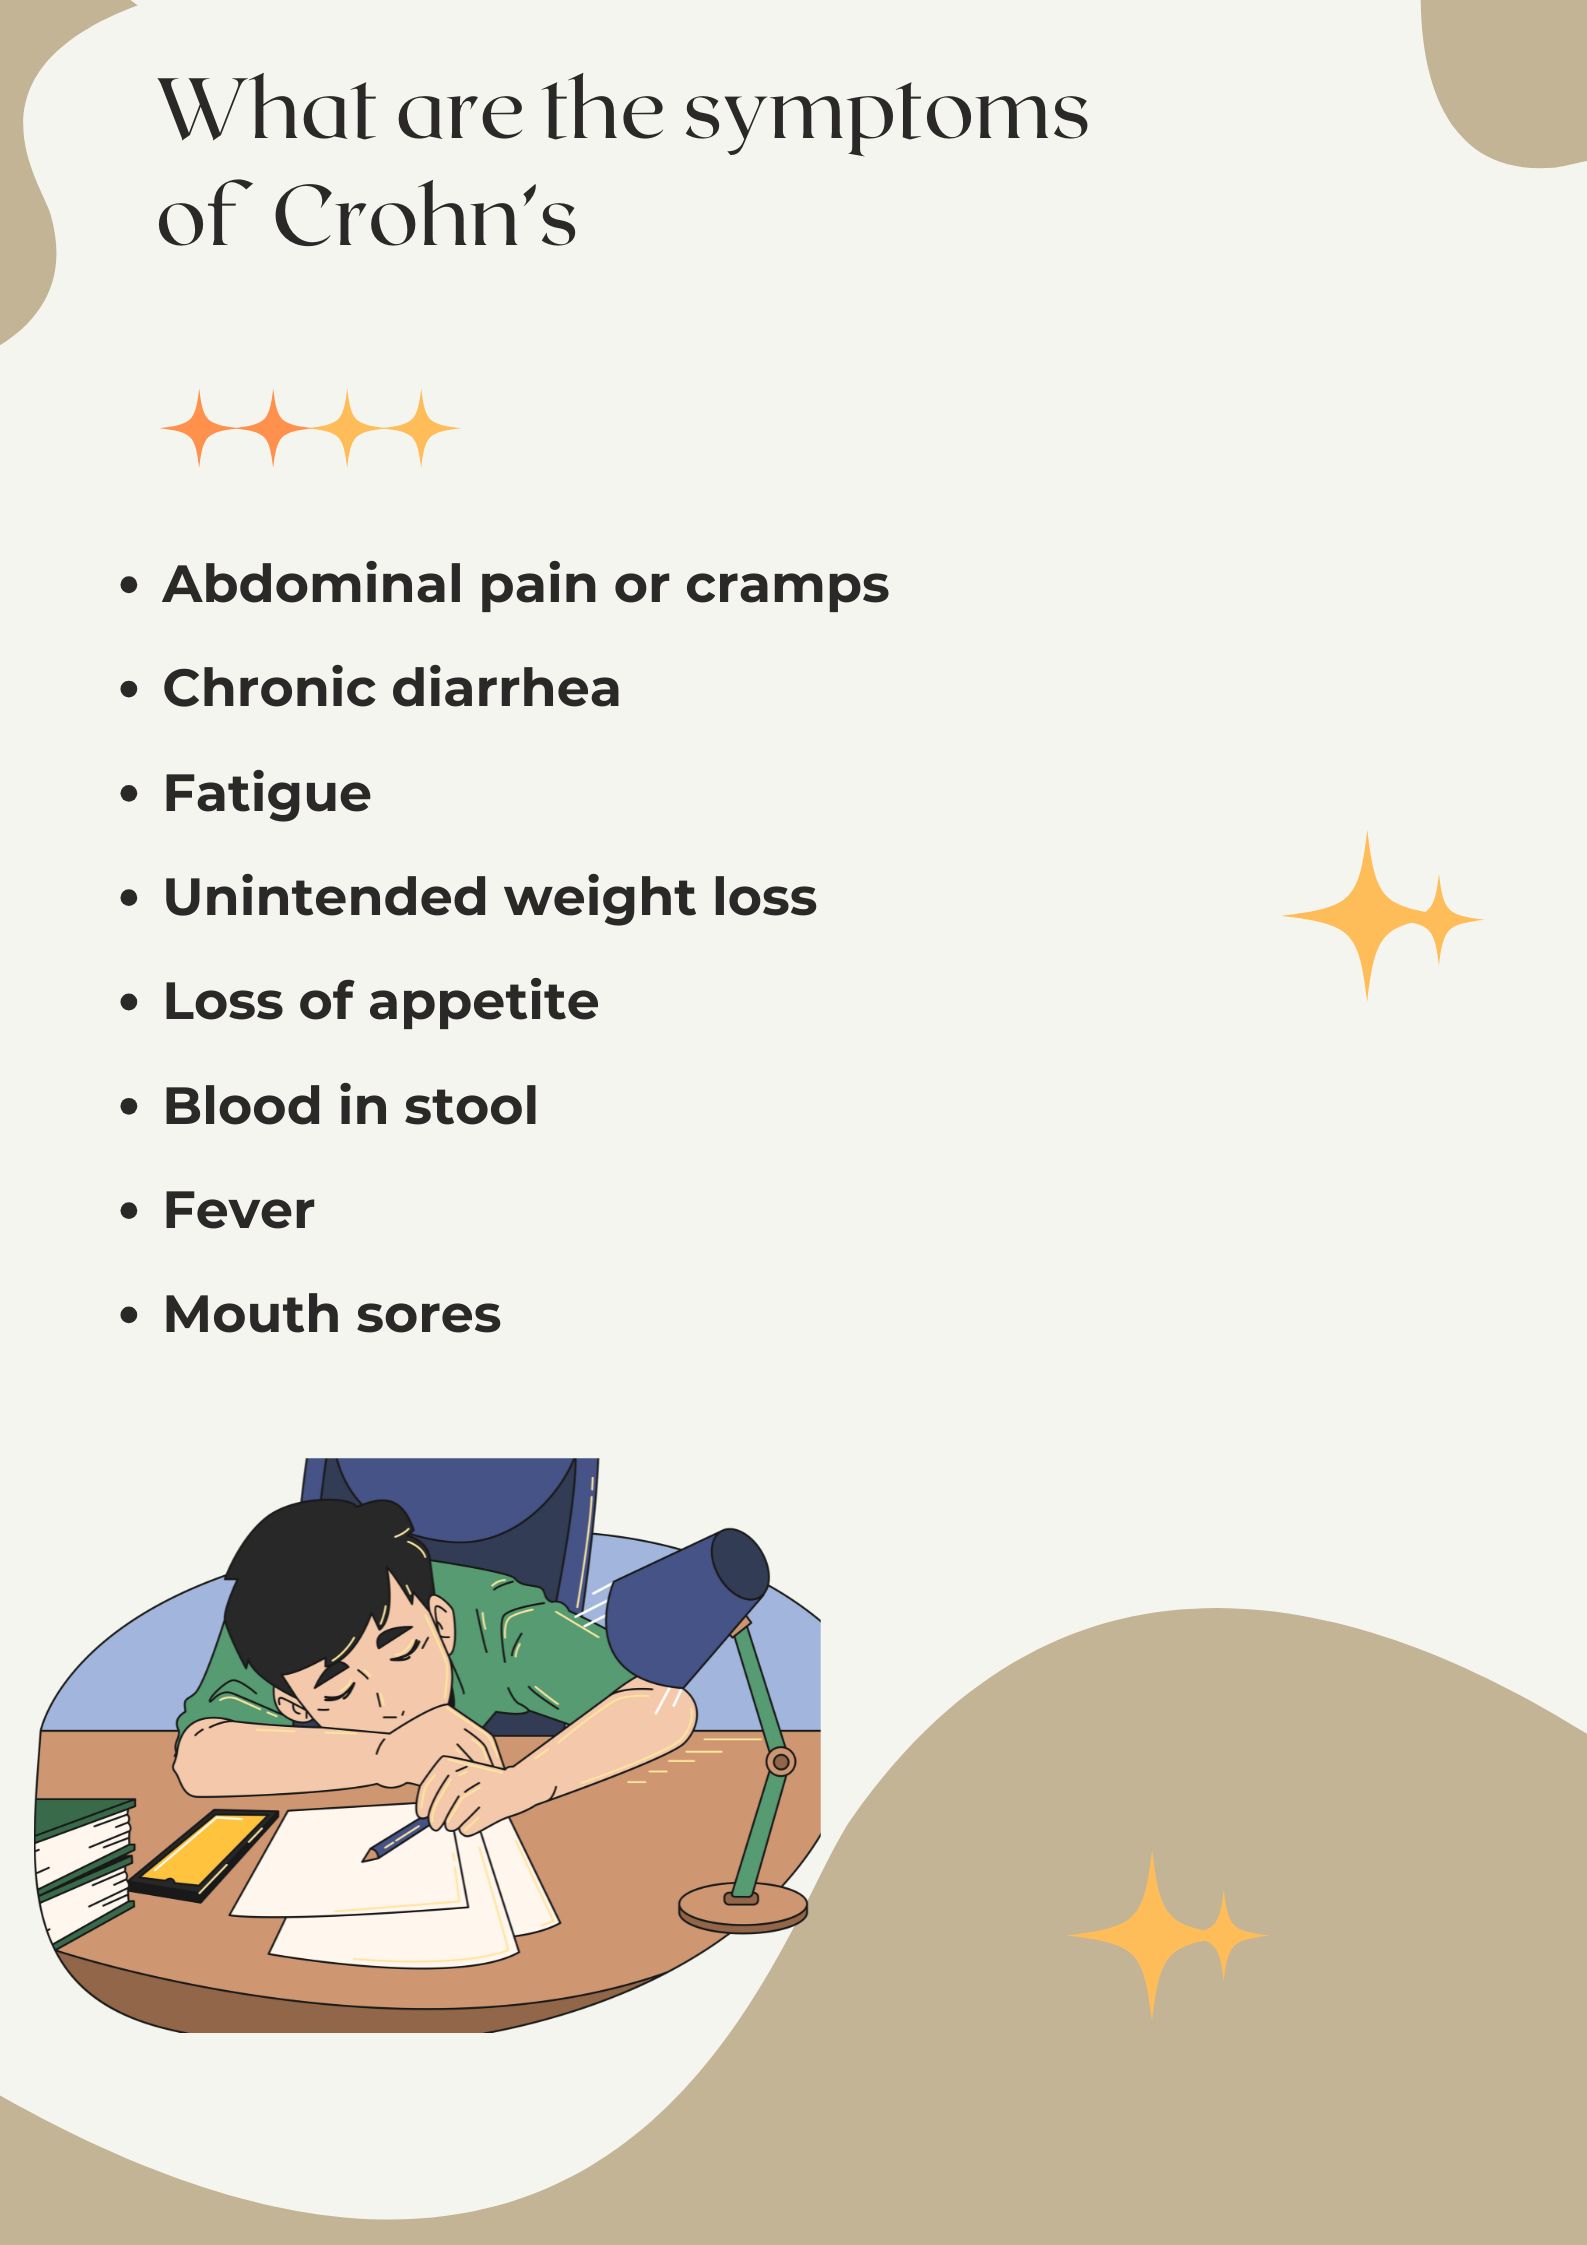 What are the symptoms
of Crohn's
• Abdominal pain or cramps
• Chronic diarrhea
• Fatigue
• Unintended weight loss
• Loss of appetite
• Blood in stool
• Fever
• Mouth sores